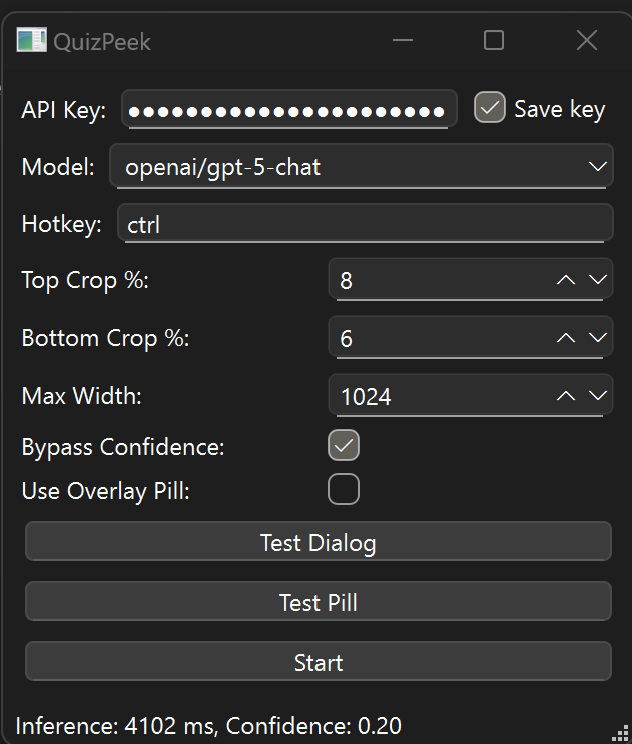 QuizPeek
API Key: ●●●●●●●●●●●●●●●●●●●●●● Save key
Model: openai/gpt-5-chat
Hotkey: ctrl
Top Crop %: 8
Bottom Crop %: 6
Max Width: 1024
Bypass Confidence:
Use Overlay Pill:
Test Dialog
Test Pill
Start
Inference: 4102 ms, Confidence: 0.20